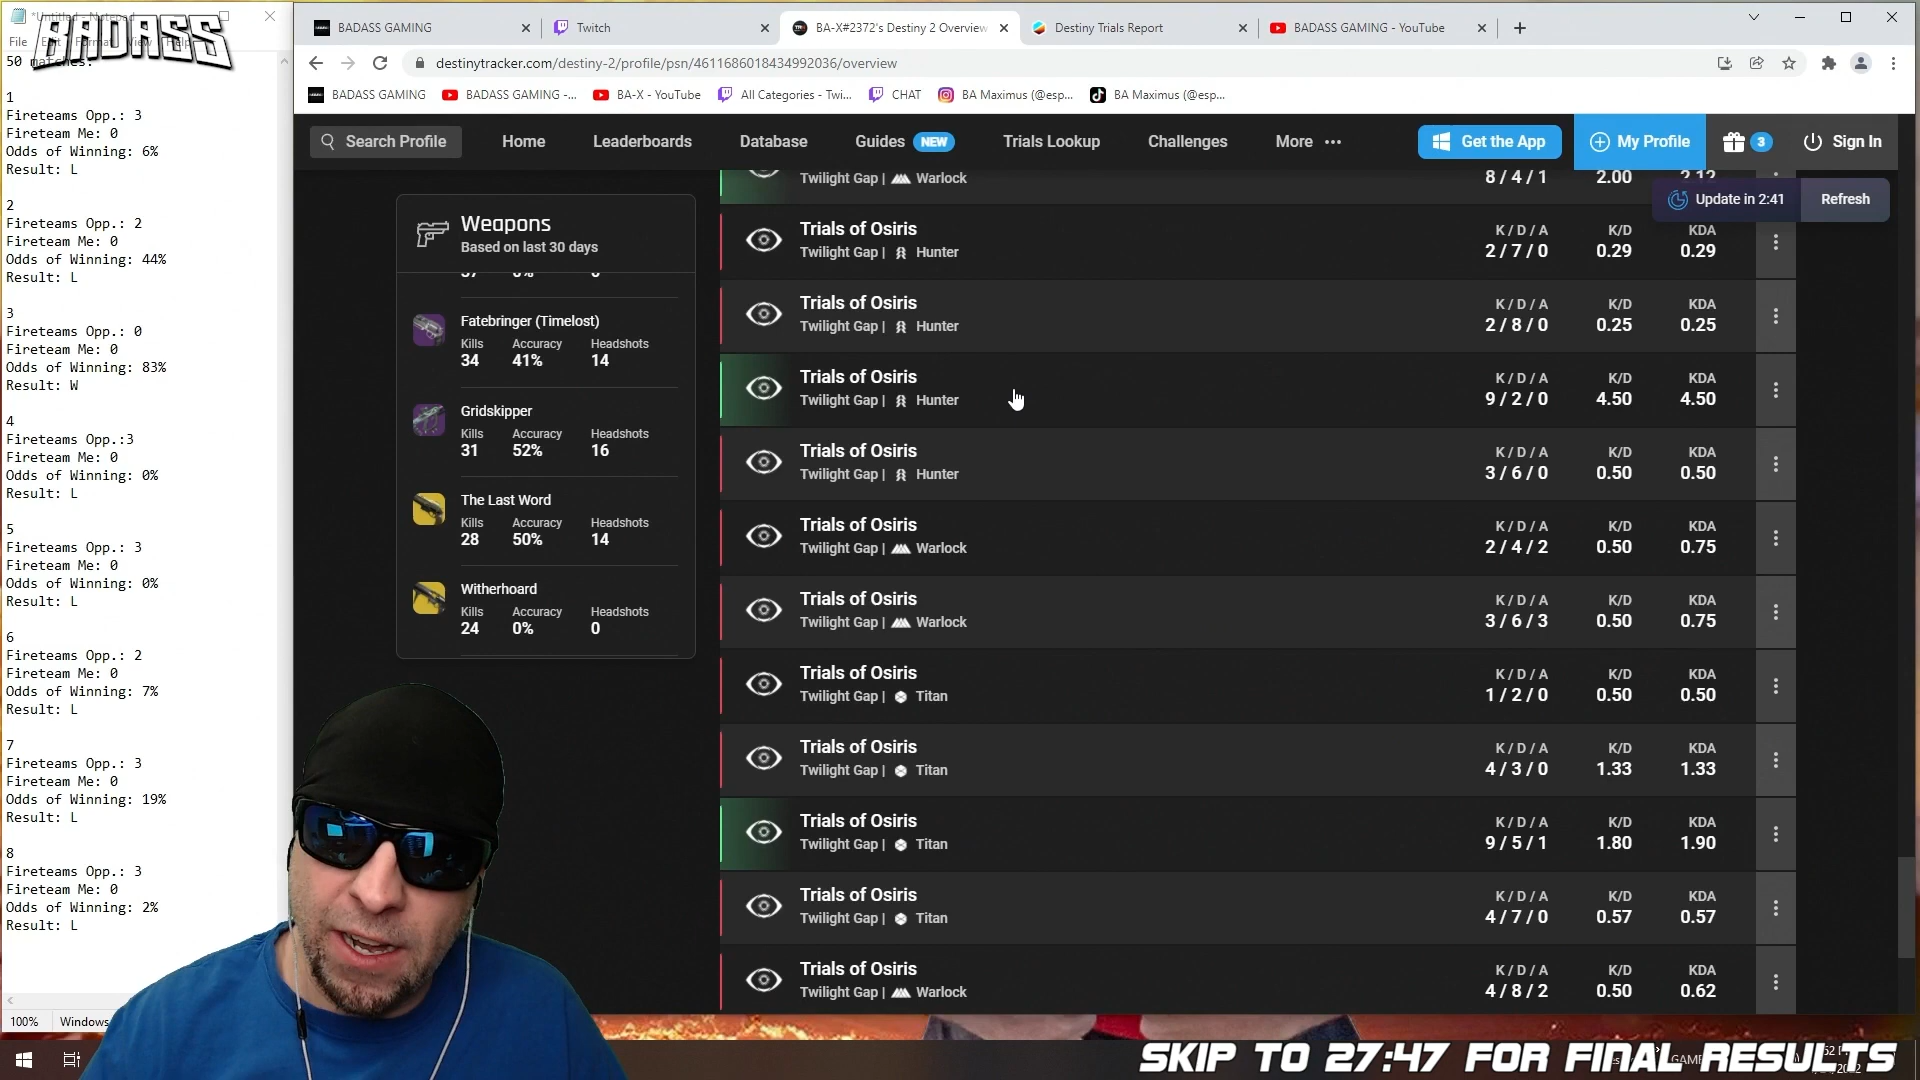 *Untitled - Notepad
File Edit Format View Help
BADASS
50 matches:
1
Fireteams Opp.: 3
Fireteam Me: 0
Odds of Winning: 6%
Result: L
2
Fireteams Opp.: 2
Fireteam Me: 0
Odds of Winning: 44%
Result: L
3
Fireteams Opp.: 0
Fireteam Me: 0
Odds of Winning: 83%
Result: W
4
Fireteams Opp.:3
Fireteam Me: 0
Odds of Winning: 0%
Result: L
5
Fireteams Opp.: 3
Fireteam Me: 0
Odds of Winning: 0%
Result: L
6
Fireteams Opp.: 2
Fireteam Me: 0
Odds of Winning: 7%
Result: L
7
Fireteams Opp.: 3
Fireteam Me: 0
Odds of Winning: 19%
Result: L
8
Fireteams Opp.: 3
Fireteam Me: 0
Odds of Winning: 2%
Result: L
100% Windows
BADASS GAMING
Twitch
BA-X#2372's Destiny 2 Overview
Destiny Trials Report
BADASS GAMING - YouTube
destinytracker.com/destiny-2/profile/psn/4611686018434992036/overview
BADASS GAMING
BADASS GAMING -...
BA-X - YouTube
All Categories - Twi...
CHAT
BA Maximus (@esp...
BA Maximus (@esp...
Search Profile
Home
Leaderboards
Database
Guides NEW
Trials Lookup
Challenges
More
Get the App
My Profile
3
Sign In
Update in 2:41
Refresh
Weapons
Based on last 30 days
Fatebringer (Timelost)
Kills Accuracy Headshots
34 41% 14
Gridskipper
Kills Accuracy Headshots
31 52% 16
The Last Word
Kills Accuracy Headshots
28 50% 14
Witherhoard
Kills Accuracy Headshots
24 0% 0
Twilight Gap | Warlock
8 / 4 / 1 2.00 2.12
Trials of Osiris K / D / A K/D KDA
Twilight Gap | Hunter 2 / 7 / 0 0.29 0.29
Trials of Osiris K / D / A K/D KDA
Twilight Gap | Hunter 2 / 8 / 0 0.25 0.25
Trials of Osiris K / D / A K/D KDA
Twilight Gap | Hunter 9 / 2 / 0 4.50 4.50
Trials of Osiris K / D / A K/D KDA
Twilight Gap | Hunter 3 / 6 / 0 0.50 0.50
Trials of Osiris K / D / A K/D KDA
Twilight Gap | Warlock 2 / 4 / 2 0.50 0.75
Trials of Osiris K / D / A K/D KDA
Twilight Gap | Warlock 3 / 6 / 3 0.50 0.75
Trials of Osiris K / D / A K/D KDA
Twilight Gap | Titan 1 / 2 / 0 0.50 0.50
Trials of Osiris K / D / A K/D KDA
Twilight Gap | Titan 4 / 3 / 0 1.33 1.33
Trials of Osiris K / D / A K/D KDA
Twilight Gap | Titan 9 / 5 / 1 1.80 1.90
Trials of Osiris K / D / A K/D KDA
Twilight Gap | Titan 4 / 7 / 0 0.57 0.57
Trials of Osiris K / D / A K/D KDA
Twilight Gap | Warlock 4 / 8 / 2 0.50 0.62
SKIP TO 27:47 FOR FINAL RESULTS